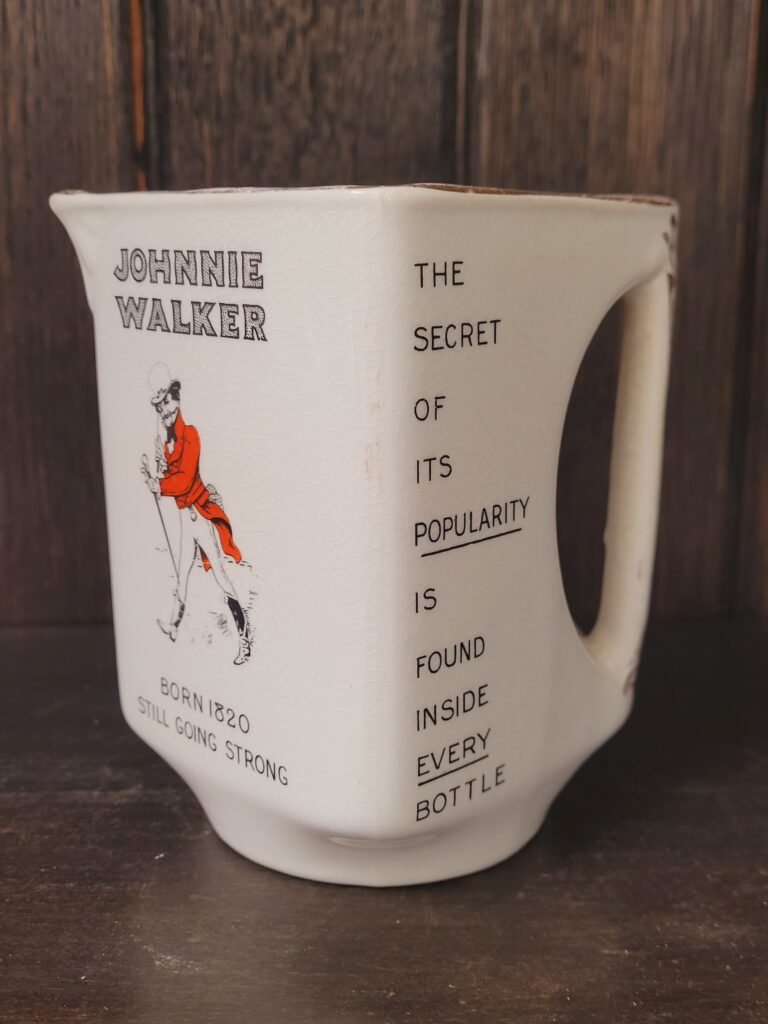 JOHNNIE
WALKER
BORN 1820
STILL GOING STRONG
THE
SECRET
OF
ITS
POPULARITY
IS
FOUND
INSIDE
EVERY
BOTTLE